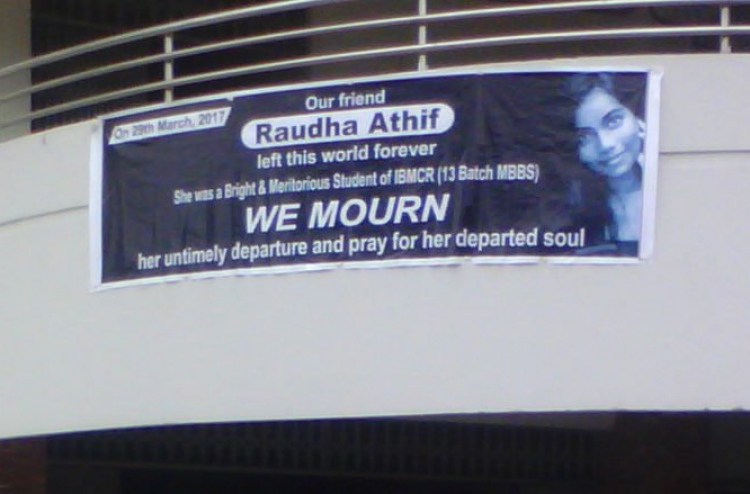 On 29th March, 2017
Our friend
Raudha Athif
left this world forever
She was a Bright & Meritorious Student of IBMCR (13 Batch MBBS)
WE MOURN
her untimely departure and pray for her departed soul